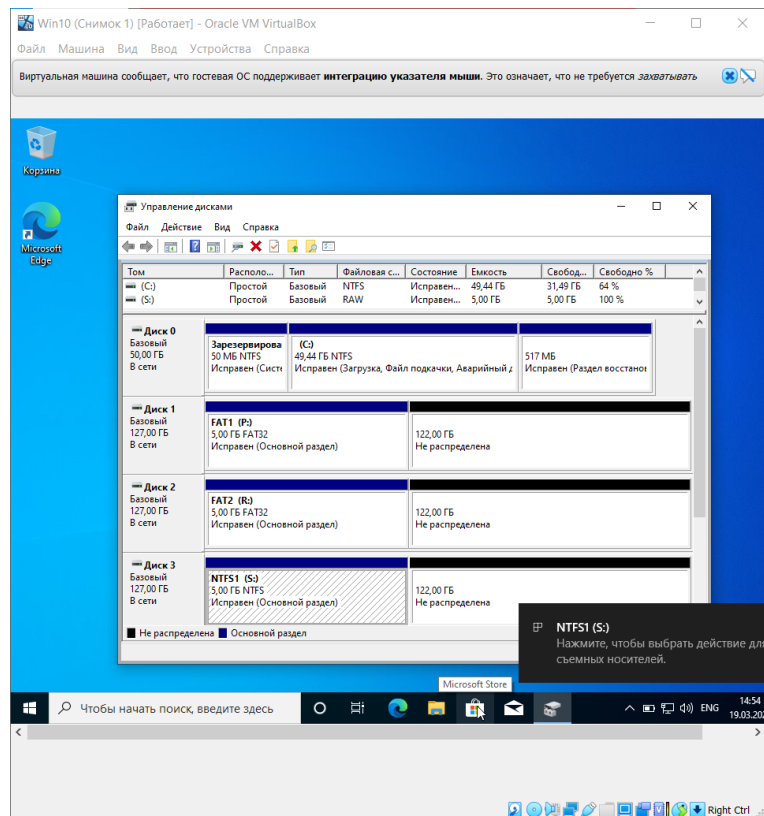 Win10 (Снимок 1) [Работает] - Oracle VM VirtualBox
Файл Машина Вид Ввод Устройства Справка
Виртуальная машина сообщает, что гостевая ОС поддерживает интеграцию указателя мыши. Это означает, что не требуется захватывать
Корзина
Microsoft
Edge
Управление дисками
Файл Действие Вид Справка
Том Располо... Тип Файловая с... Состояние Емкость Свобод... Свободно %
(C:) Простой Базовый NTFS Исправен... 49,44 ГБ 31,49 ГБ 64 %
(S:) Простой Базовый RAW Исправен... 5,00 ГБ 5,00 ГБ 100 %
Диск 0
Базовый
50,00 ГБ
В сети
Зарезервирова
50 МБ NTFS
Исправен (Систе
(C:)
49,44 ГБ NTFS
Исправен (Загрузка, Файл подкачки, Аварийный д
517 МБ
Исправен (Раздел восстанов
Диск 1
Базовый
127,00 ГБ
В сети
FAT1 (P:)
5,00 ГБ FAT32
Исправен (Основной раздел)
122,00 ГБ
Не распределена
Диск 2
Базовый
127,00 ГБ
В сети
FAT2 (R:)
5,00 ГБ FAT32
Исправен (Основной раздел)
122,00 ГБ
Не распределена
Диск 3
Базовый
127,00 ГБ
В сети
NTFS1 (S:)
5,00 ГБ NTFS
Исправен (Основной раздел)
122,00 ГБ
Не распределена
Не распределена Основной раздел
NTFS1 (S:)
Нажмите, чтобы выбрать действие для
съемных носителей.
Microsoft Store
Чтобы начать поиск, введите здесь
ENG
14:54
19.03.202
Right Ctrl